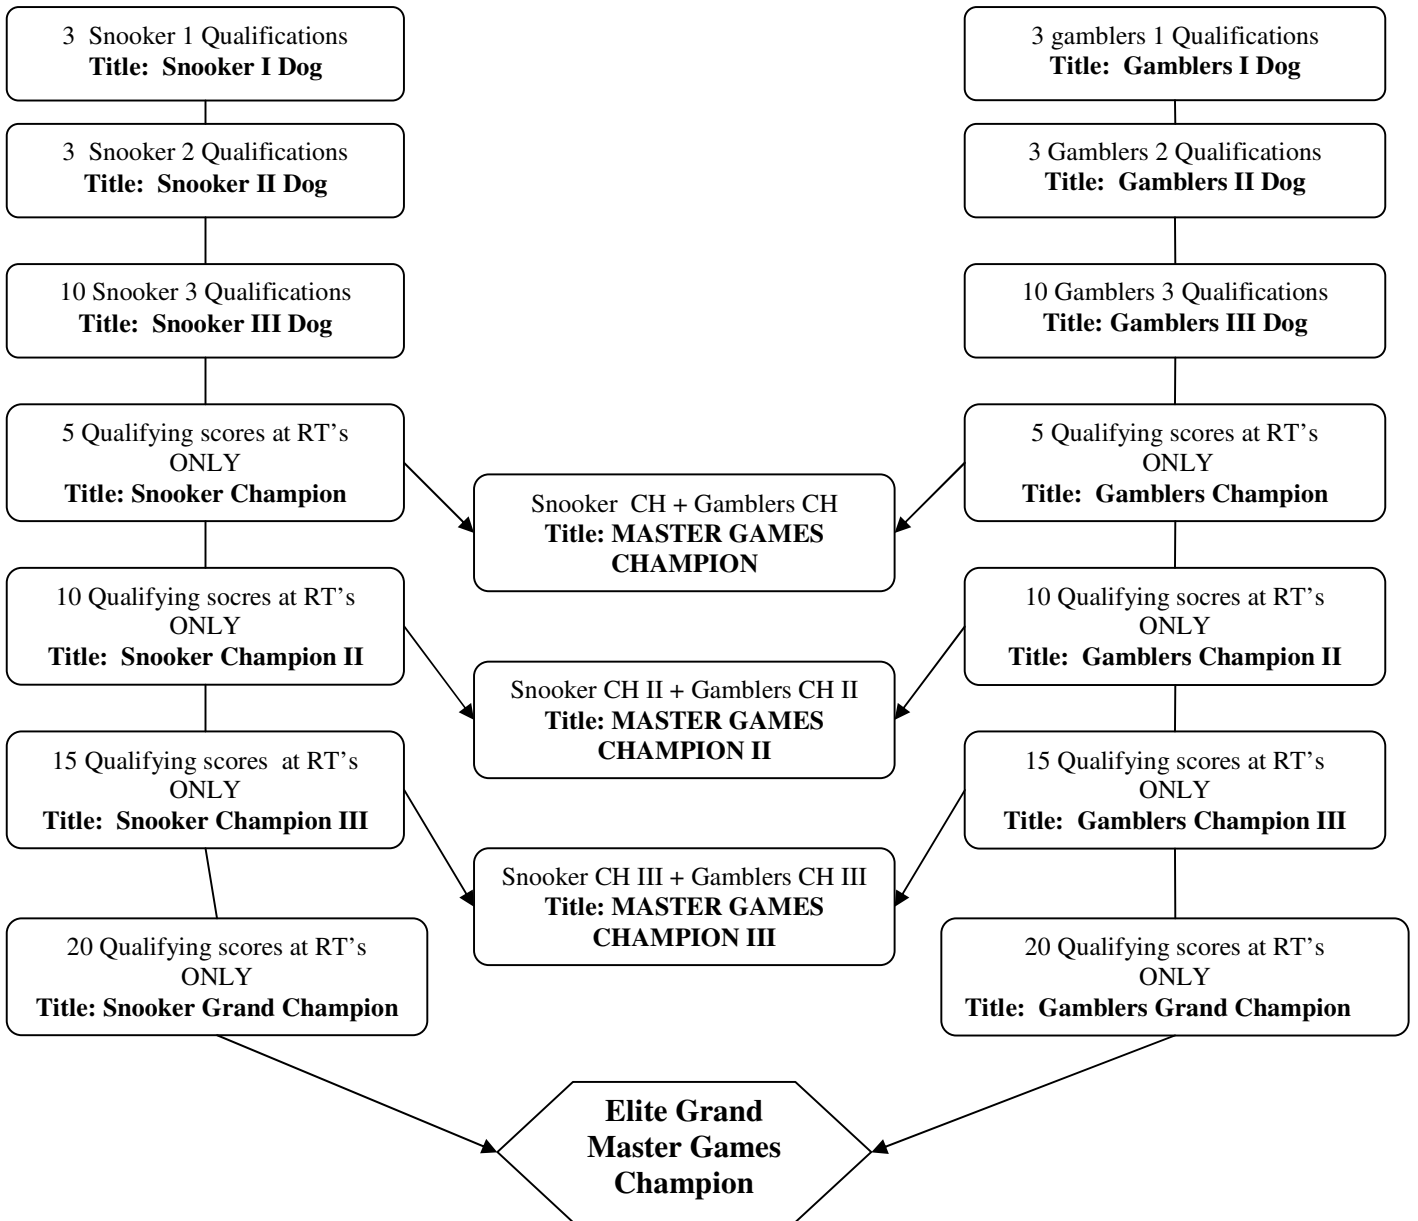 3  Snooker 1 Qualifications
Title:  Snooker I Dog
3 gamblers 1 Qualifications
Title:  Gamblers I Dog
3  Snooker 2 Qualifications
Title:  Snooker II Dog
3 Gamblers 2 Qualifications
Title:  Gamblers II Dog
10 Snooker 3 Qualifications
Title:  Snooker III Dog
10 Gamblers 3 Qualifications
Title: Gamblers III Dog
5 Qualifying scores at RT’s
ONLY
Title: Snooker Champion
5 Qualifying scores at RT’s
ONLY
Title:  Gamblers Champion
Snooker  CH + Gamblers CH
Title: MASTER GAMES
CHAMPION
10 Qualifying socres at RT’s
ONLY
Title:  Snooker Champion II
10 Qualifying socres at RT’s
ONLY
Title:  Gamblers Champion II
Snooker CH II + Gamblers CH II
Title: MASTER GAMES
CHAMPION II
15 Qualifying scores  at RT’s
ONLY
Title:  Snooker Champion III
15 Qualifying scores at RT’s
ONLY
Title:  Gamblers Champion III
Snooker CH III + Gamblers CH III
Title: MASTER GAMES
CHAMPION III
20 Qualifying scores at RT’s
ONLY
Title: Snooker Grand Champion
20 Qualifying scores at RT’s
ONLY
Title:  Gamblers Grand Champion
Elite Grand
Master Games
Champion